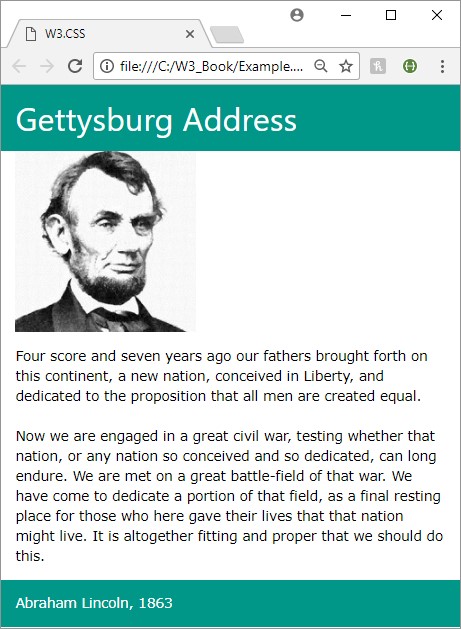 W3.CSS
file:///C:/W3_Book/Example....
Gettysburg Address
Four score and seven years ago our fathers brought forth on
this continent, a new nation, conceived in Liberty, and
dedicated to the proposition that all men are created equal.
Now we are engaged in a great civil war, testing whether that
nation, or any nation so conceived and so dedicated, can long
endure. We are met on a great battle-field of that war. We
have come to dedicate a portion of that field, as a final resting
place for those who here gave their lives that that nation
might live. It is altogether fitting and proper that we should do
this.
Abraham Lincoln, 1863